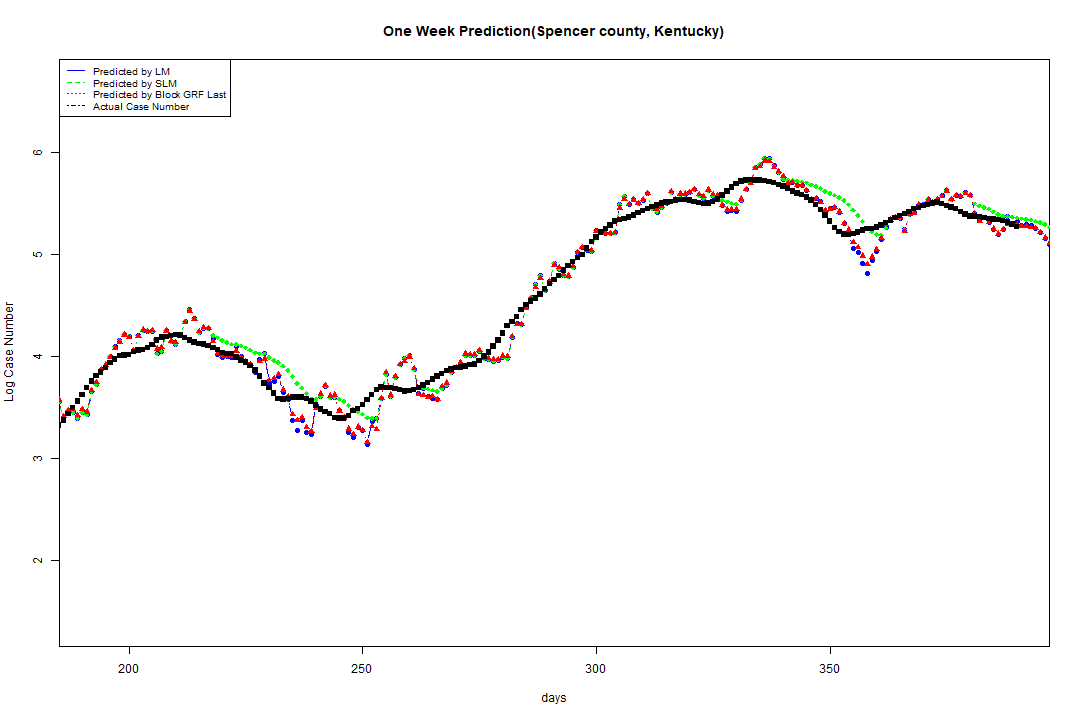 One Week Prediction(Spencer county, Kentucky)
Predicted by LM
Predicted by SLM
Predicted by Block GRF Last
Actual Case Number
6
5
4
3
2
Log Case Number
200
250
300
350
days